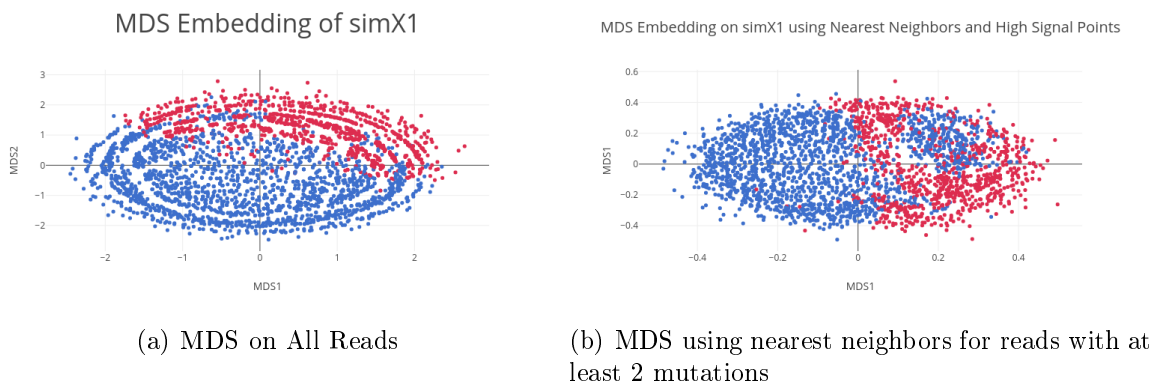 MDS Embedding of simX1
3
2
1
0
−1
−2
MDS2
−2
−1
0
1
2
MDS1
(a) MDS on All Reads
MDS Embedding on simX1 using Nearest Neighbors and High Signal Points
0.6
0.4
0.2
0
−0.2
−0.4
MDS1
−0.4
−0.2
0
0.2
0.4
MDS1
(b) MDS using nearest neighbors for reads with at
least 2 mutations